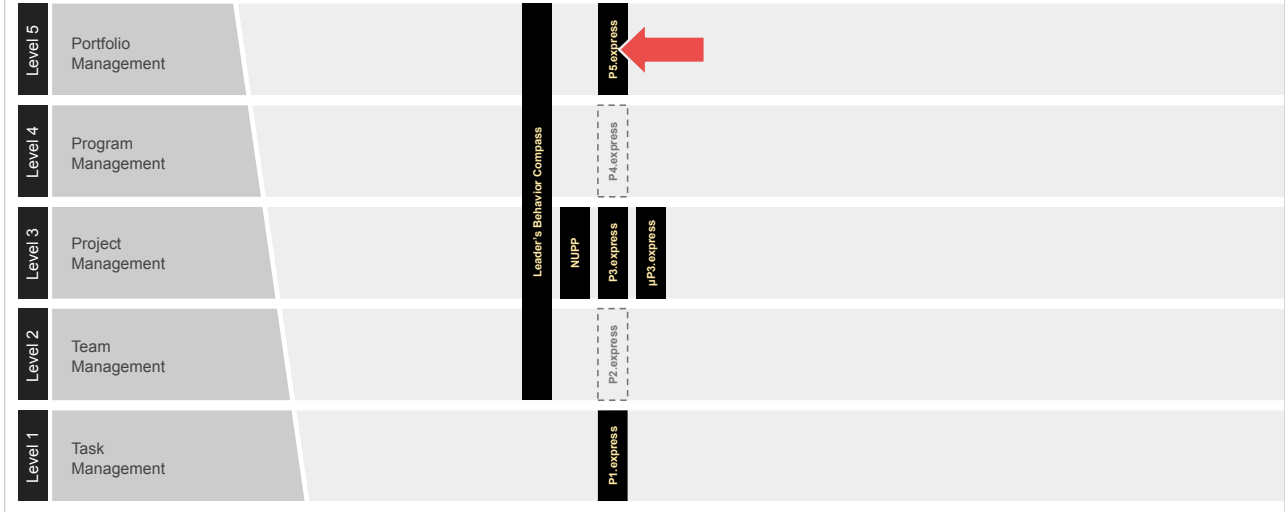 Level 5
Portfolio
Management
P5.express
Level 4
Program
Management
P4.express
Leader's Behavior Compass
Level 3
Project
Management
NUPP
P3.express
µP3.express
Level 2
Team
Management
P2.express
Level 1
Task
Management
P1.express